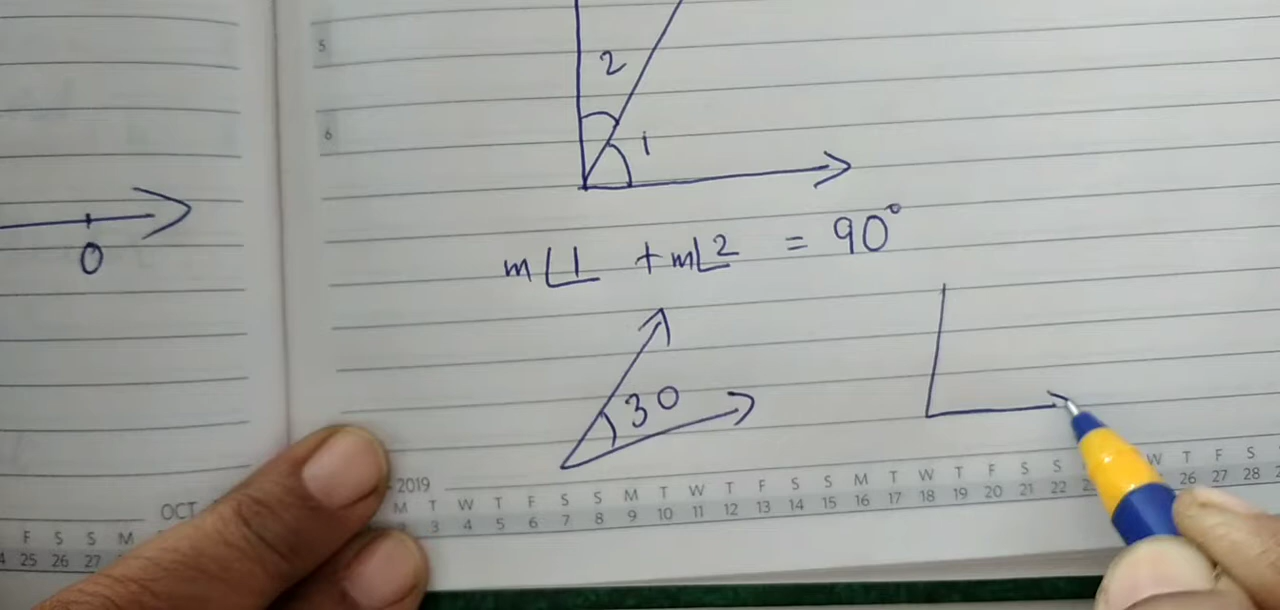 5
2
6
1
0
m∠1 + m∠2 = 90°
30
2019
M T W T F S S M T W T F S S M T W T F S S W T F S
3 4 5 6 7 8 9 10 11 12 13 14 15 16 17 18 19 20 21 22 26 27 28
OCT
F S S M
25 26 27